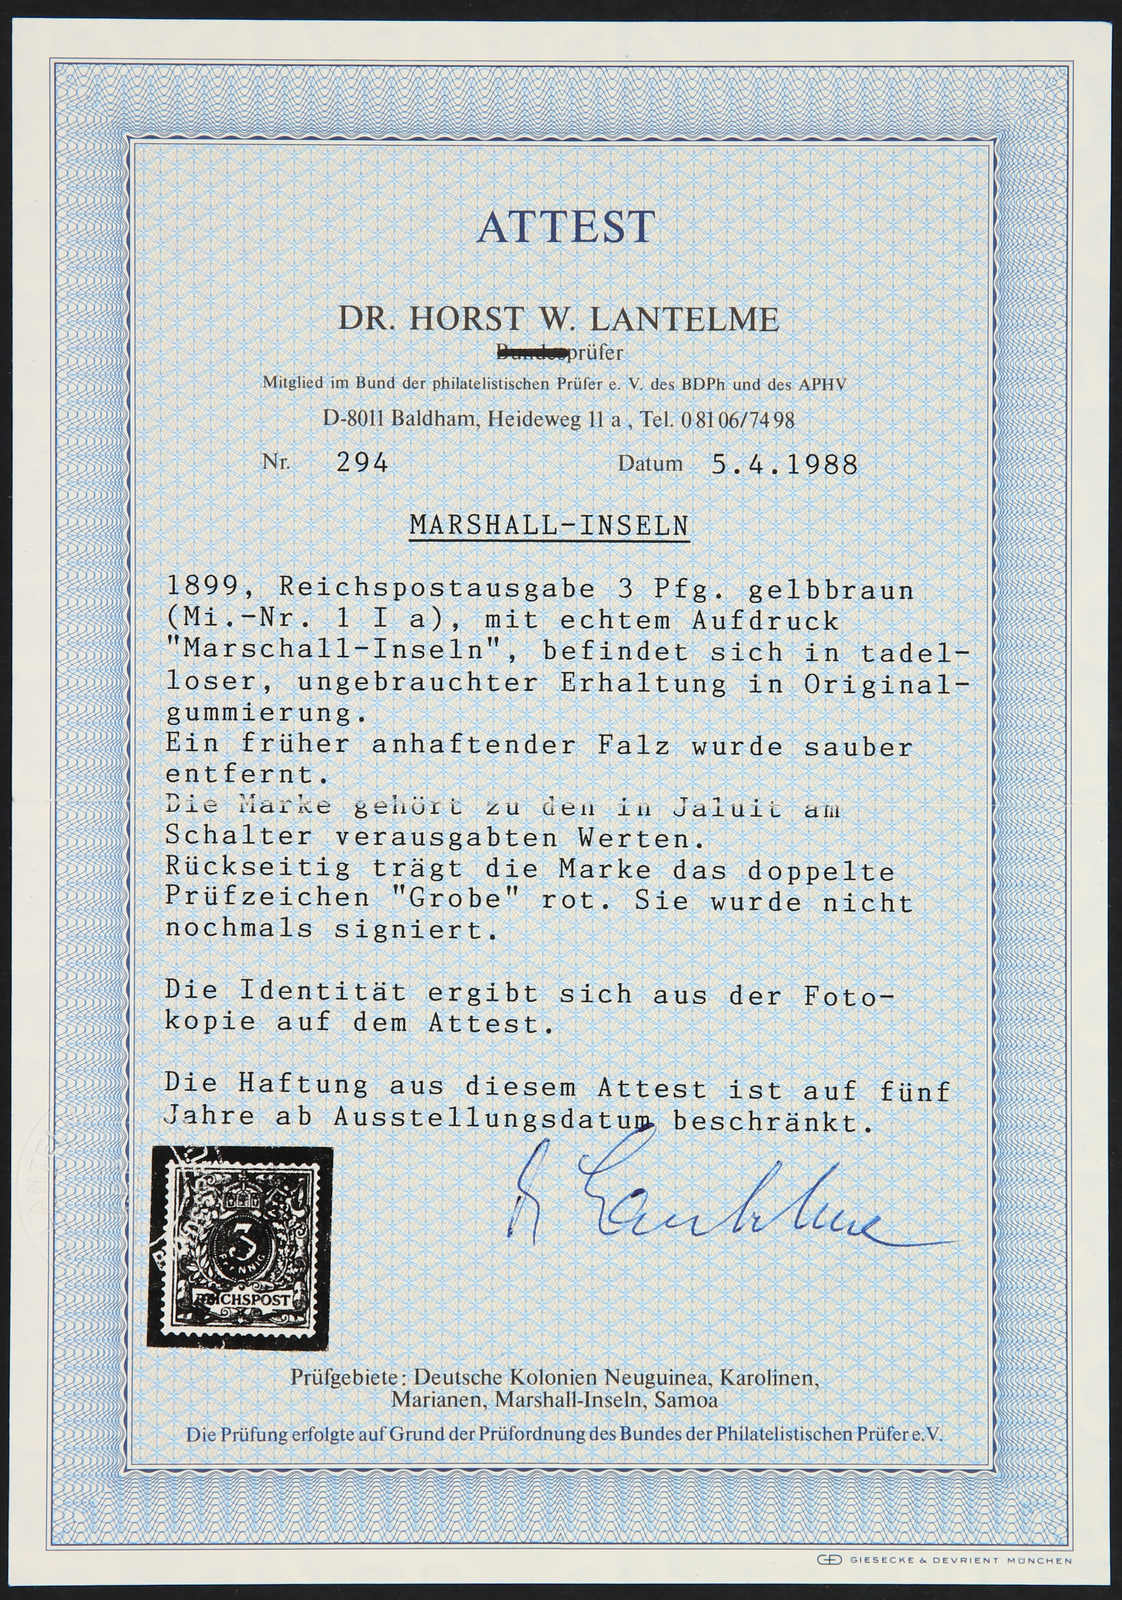 ATTEST
DR. HORST W. LANTELME
Bundesprüfer
Mitglied im Bund der philatelistischen Prüfer e. V. des BDPh und des APHV
D-8011 Baldham, Heideweg 11 a , Tel. 0 81 06/74 98
Nr. 294 Datum 5.4.1988
MARSHALL-INSELN
1899, Reichspostausgabe 3 Pfg. gelbbraun
(Mi.-Nr. 1 I a), mit echtem Aufdruck
"Marschall-Inseln", befindet sich in tadel-
loser, ungebrauchter Erhaltung in Original-
gummierung.
Ein früher anhaftender Falz wurde sauber
entfernt.
Die Marke gehört zu den in Jaluit am
Schalter verausgabten Werten.
Rückseitig trägt die Marke das doppelte
Prüfzeichen "Grobe" rot. Sie wurde nicht
nochmals signiert.
Die Identität ergibt sich aus der Foto-
kopie auf dem Attest.
Die Haftung aus diesem Attest ist auf fünf
Jahre ab Ausstellungsdatum beschränkt.
Dr Lantelme
3
PFENNIG
REICHSPOST
Prüfgebiete: Deutsche Kolonien Neuguinea, Karolinen,
Marianen, Marshall-Inseln, Samoa
Die Prüfung erfolgte auf Grund der Prüfordnung des Bundes der Philatelistischen Prüfer e.V.
GIESECKE & DEVRIENT MÜNCHEN